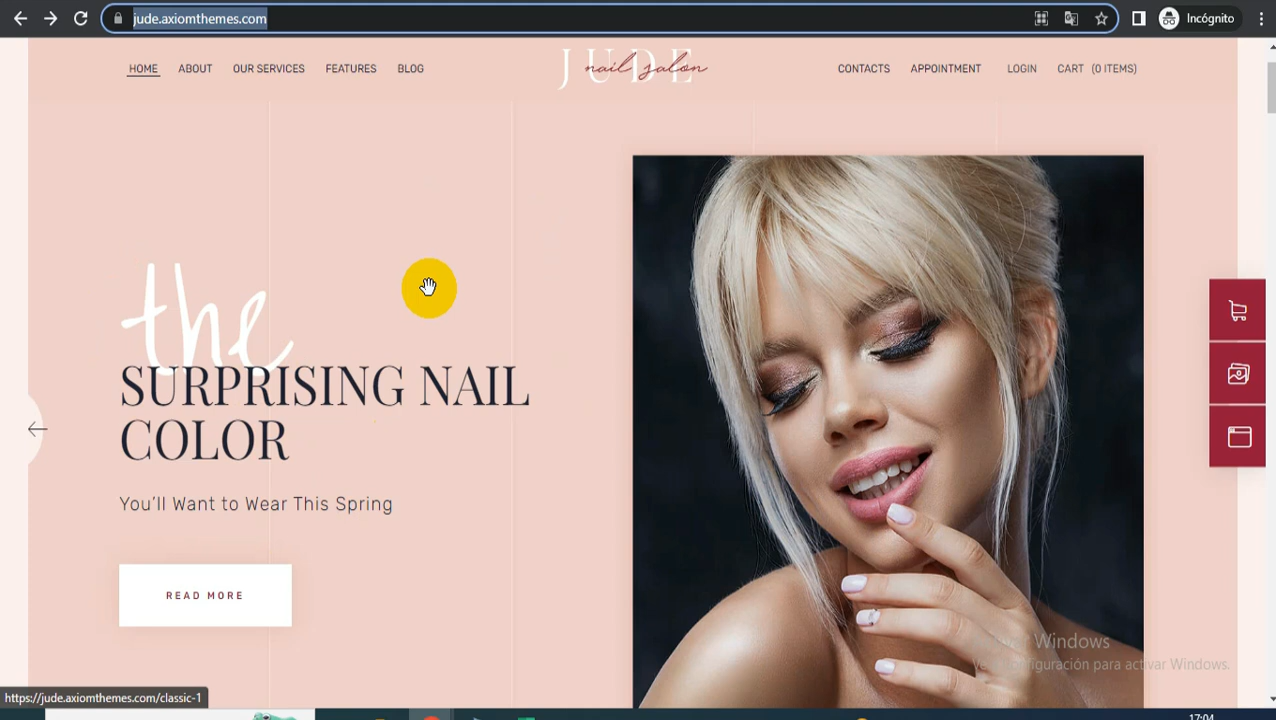 jude.axiomthemes.com
Incógnito
HOME ABOUT OUR SERVICES FEATURES BLOG
JUDE
nail salon
CONTACTS APPOINTMENT LOGIN CART (0 ITEMS)
the
SURPRISING NAIL
COLOR
You'll Want to Wear This Spring
READ MORE
Windows
activar Windows.
https://jude.axiomthemes.com/classic-1
17:04